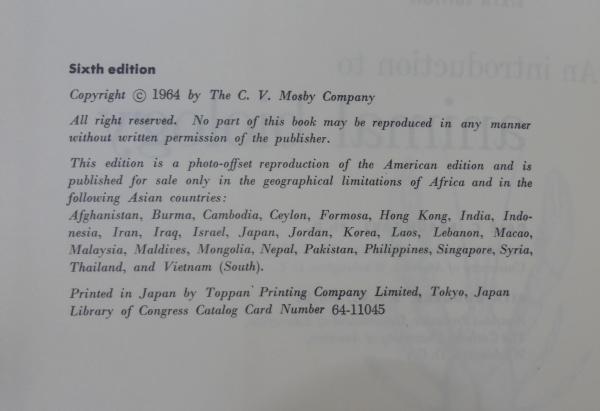 Sixth edition
Copyright © 1964 by The C. V. Mosby Company
All right reserved. No part of this book may be reproduced in any manner
without written permission of the publisher.
This edition is a photo-offset reproduction of the American edition and is
published for sale only in the geographical limitations of Africa and in the
following Asian countries:
Afghanistan, Burma, Cambodia, Ceylon, Formosa, Hong Kong, India, Indo-
nesia, Iran, Iraq, Israel, Japan, Jordan, Korea, Laos, Lebanon, Macao,
Malaysia, Maldives, Mongolia, Nepal, Pakistan, Philippines, Singapore, Syria,
Thailand, and Vietnam (South).
Printed in Japan by Toppan Printing Company Limited, Tokyo, Japan
Library of Congress Catalog Card Number 64-11045
An introduction to
animal